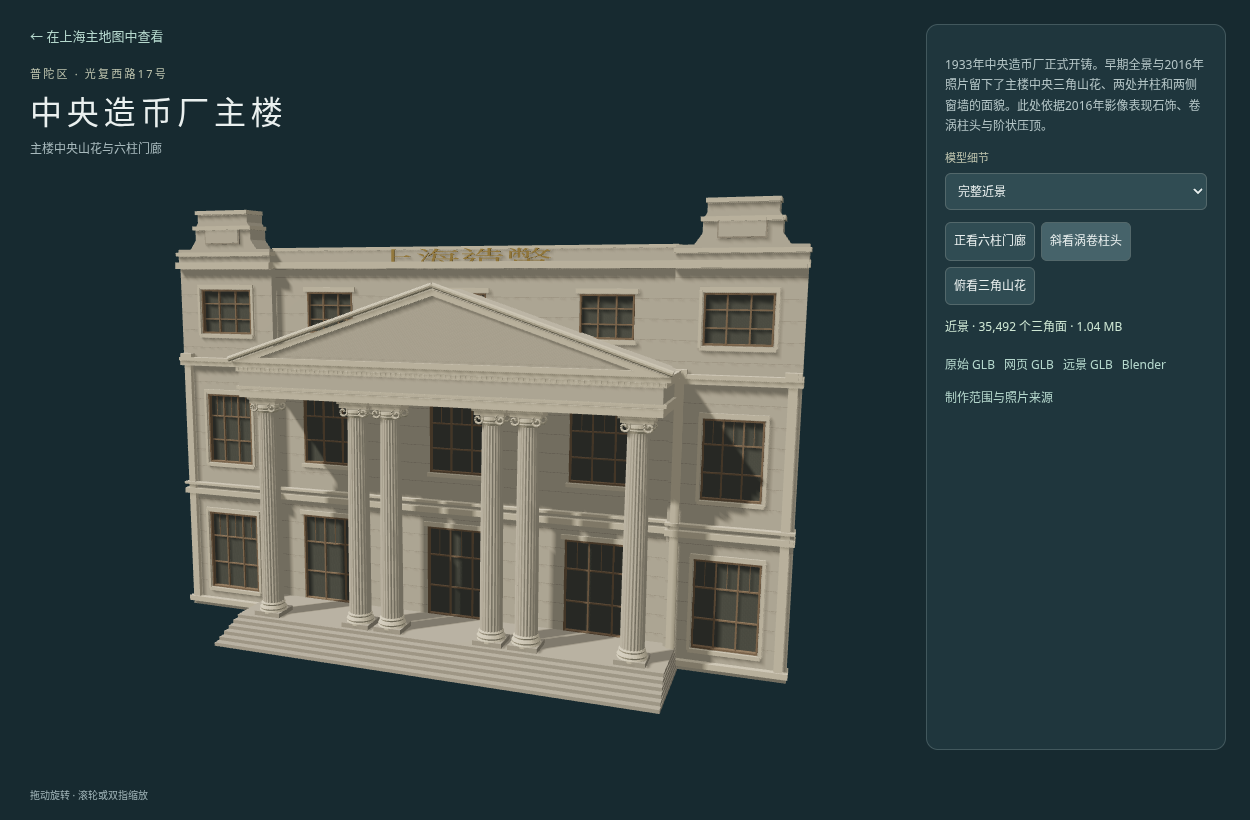 ← 在上海主地图中查看
普陀区 · 光复西路17号
中央造币厂主楼
主楼中央山花与六柱门廊
1933年中央造币厂正式开铸。早期全景与2016年
照片留下了主楼中央三角山花、两处并柱和两侧
窗墙的面貌。此处依据2016年影像表现石饰、卷
涡柱头与阶状压顶。
模型细节
完整近景
正看六柱门廊
斜看涡卷柱头
俯看三角山花
近景 · 35,492 个三角面 · 1.04 MB
原始 GLB 网页 GLB 远景 GLB Blender
制作范围与照片来源
拖动旋转 · 滚轮或双指缩放